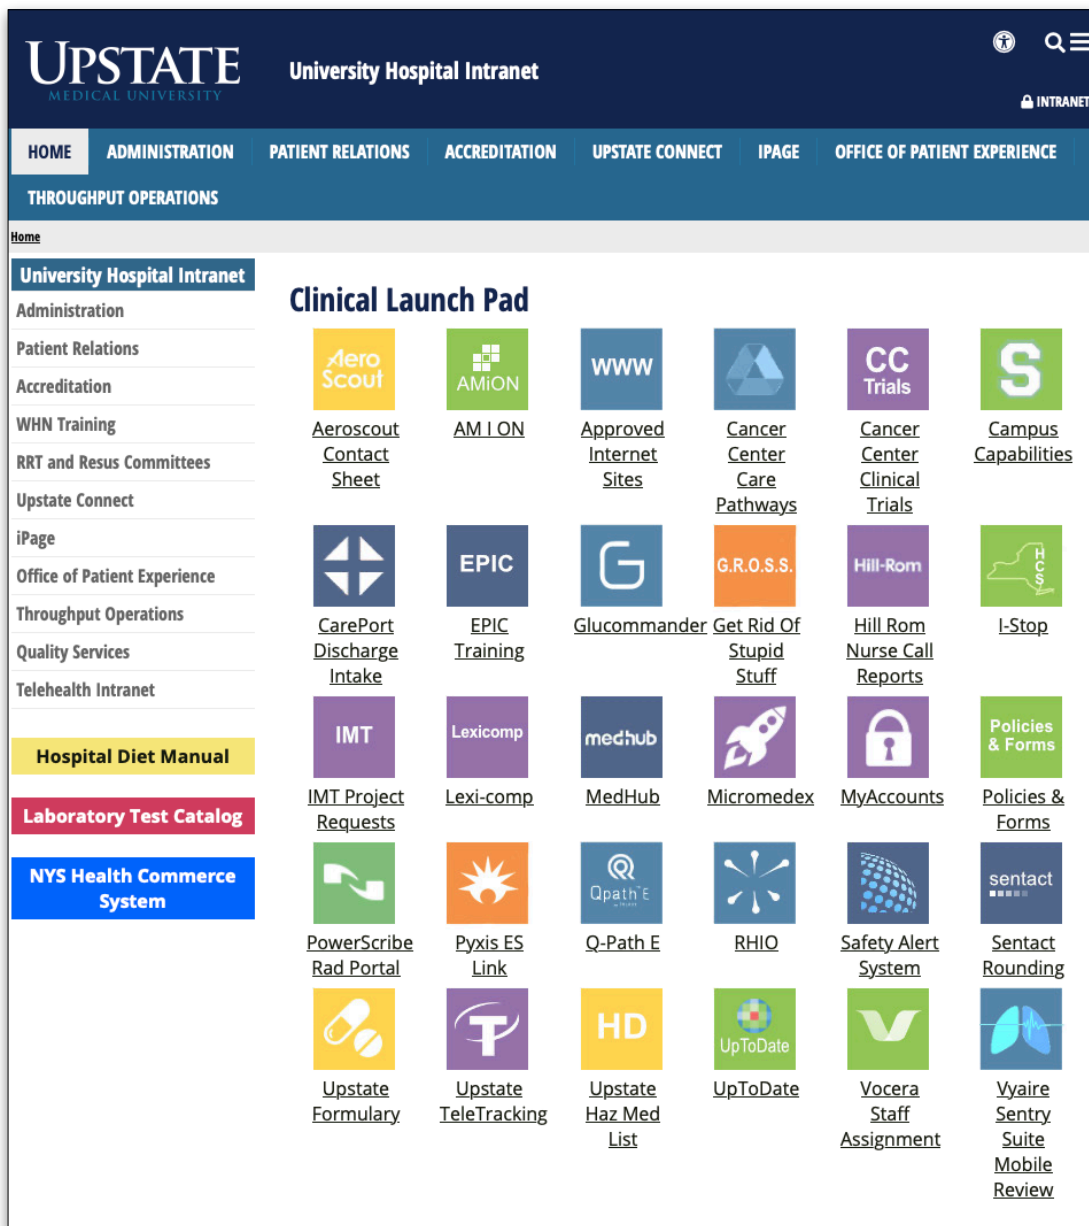 UPSTATE
MEDICAL UNIVERSITY
University Hospital Intranet
INTRANET
HOME
ADMINISTRATION
PATIENT RELATIONS
ACCREDITATION
UPSTATE CONNECT
IPAGE
OFFICE OF PATIENT EXPERIENCE
THROUGHPUT OPERATIONS
Home
University Hospital Intranet
Administration
Patient Relations
Accreditation
WHN Training
RRT and Resus Committees
Upstate Connect
iPage
Office of Patient Experience
Throughput Operations
Quality Services
Telehealth Intranet
Hospital Diet Manual
Laboratory Test Catalog
NYS Health Commerce
System
Clinical Launch Pad
Aero
Scout
Aeroscout
Contact
Sheet
AMiON
AM I ON
WWW
Approved
Internet
Sites
Cancer
Center
Care
Pathways
CC
Trials
Cancer
Center
Clinical
Trials
S
Campus
Capabilities
CarePort
Discharge
Intake
EPIC
EPIC
Training
G
Glucommander
G.R.O.S.S.
Get Rid Of
Stupid
Stuff
Hill-Rom
Hill Rom
Nurse Call
Reports
HCS
I-Stop
IMT
IMT Project
Requests
Lexicomp
Lexi-comp
medhub
MedHub
Micromedex
MyAccounts
Policies
& Forms
Policies &
Forms
PowerScribe
Rad Portal
Pyxis ES
Link
Qpath E
Q-Path E
RHIO
Safety Alert
System
sentact
Sentact
Rounding
Upstate
Formulary
T
Upstate
TeleTracking
HD
Upstate
Haz Med
List
UpToDate
UpToDate
Vocera
Staff
Assignment
Vyaire
Sentry
Suite
Mobile
Review